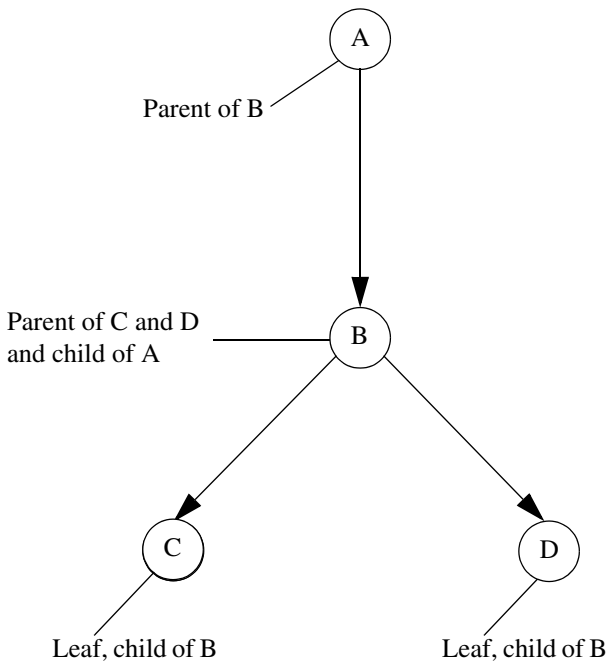 A
Parent of B
Parent of C and D
and child of A
B
C
D
Leaf, child of B
Leaf, child of B